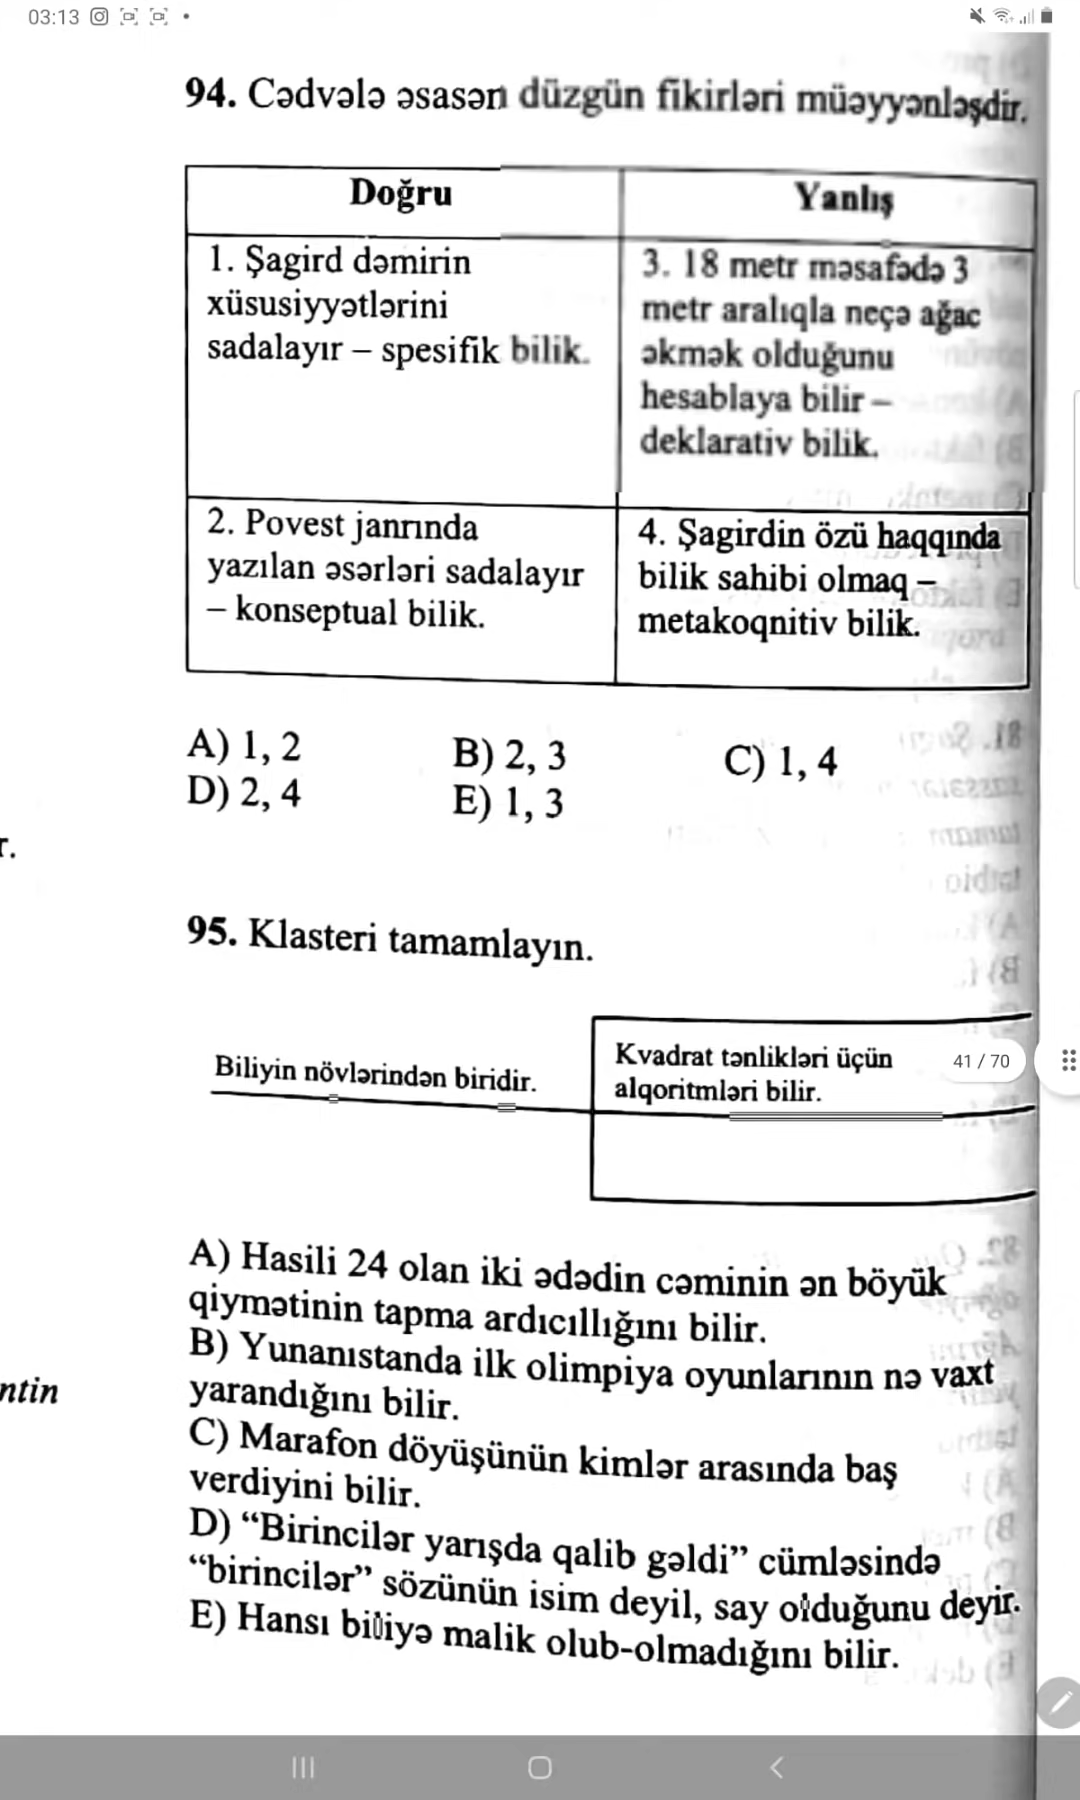 03:13
94. Cədvələ əsasən düzgün fikirləri müəyyənləşdir.
Doğru
Yanlış
1. Şagird dəmirin
xüsusiyyətlərini
sadalayır – spesifik bilik.
3. 18 metr məsafədə 3
metr aralıqla neçə ağac
əkmək olduğunu
hesablaya bilir –
deklarativ bilik.
2. Povest janrında
yazılan əsərləri sadalayır
– konseptual bilik.
4. Şagirdin özü haqqında
bilik sahibi olmaq –
metakoqnitiv bilik.
A) 1, 2
B) 2, 3
C) 1, 4
D) 2, 4
E) 1, 3
r.
95. Klasteri tamamlayın.
Biliyin növlərindən biridir.
Kvadrat tənlikləri üçün
alqoritmləri bilir.
41 / 70
A) Hasili 24 olan iki ədədin cəminin ən böyük
qiymətinin tapma ardıcıllığını bilir.
B) Yunanıstanda ilk olimpiya oyunlarının nə vaxt
yarandığını bilir.
ntin
C) Marafon döyüşünün kimlər arasında baş
verdiyini bilir.
D) “Birincilər yarışda qalib gəldi” cümləsində
“birincilər” sözünün isim deyil, say olduğunu deyir.
E) Hansı biliyə malik olub-olmadığını bilir.